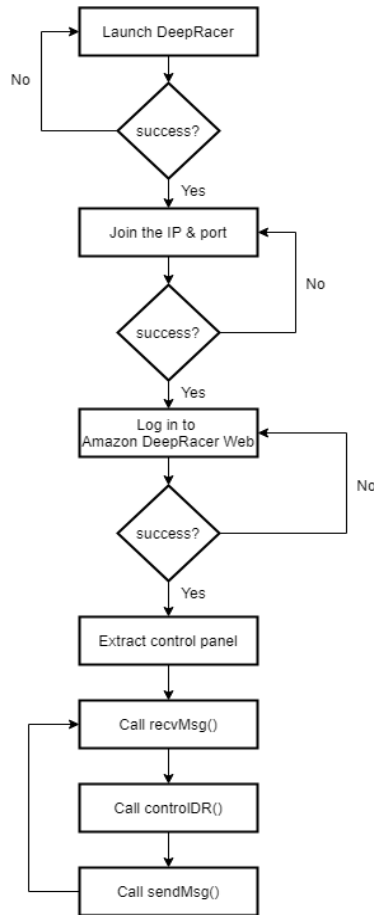 Launch DeepRacer
No
success?
Yes
Join the IP & port
No
success?
Yes
Log in to
Amazon DeepRacer Web
No
success?
Yes
Extract control panel
Call recvMsg()
Call controlDR()
Call sendMsg()